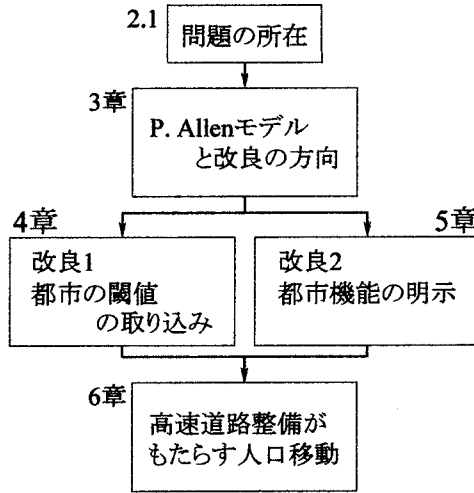 2.1
問題の所在
3章
P. Allenモデル
と改良の方向
4章
改良1
都市の閾値
の取り込み
5章
改良2
都市機能の明示
6章
高速道路整備が
もたらす人口移動